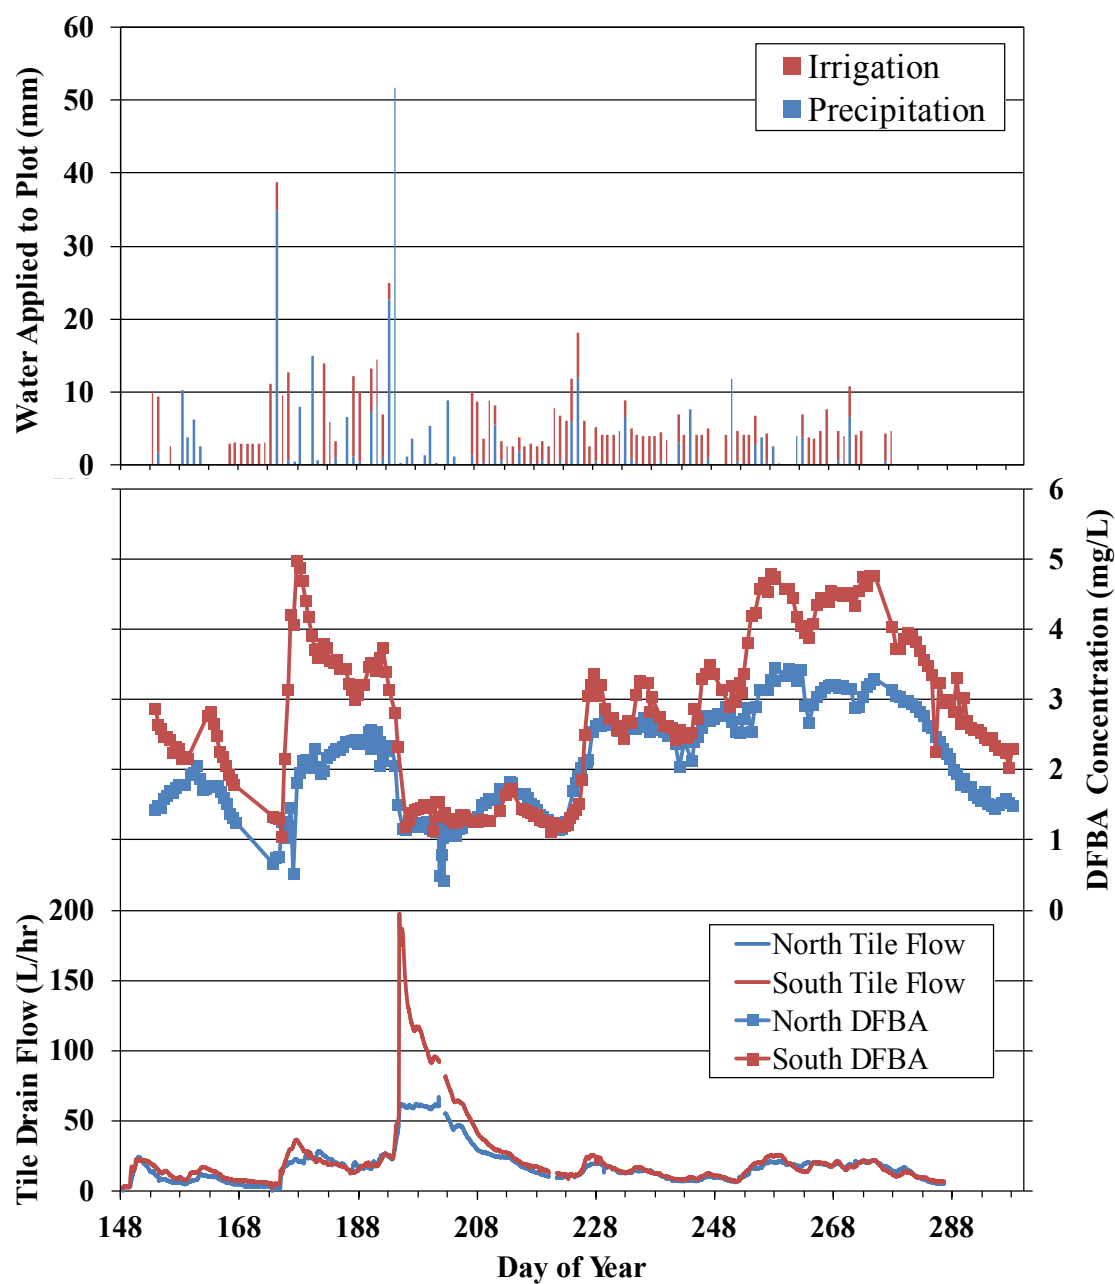 60
50
40
30
20
10
0
Water Applied to Plot (mm)
Irrigation
Precipitation
6
5
4
3
2
1
0
DFBA Concentration (mg/L)
200
150
100
50
0
Tile Drain Flow (L/hr)
North Tile Flow
South Tile Flow
North DFBA
South DFBA
148 168 188 208 228 248 268 288
Day of Year